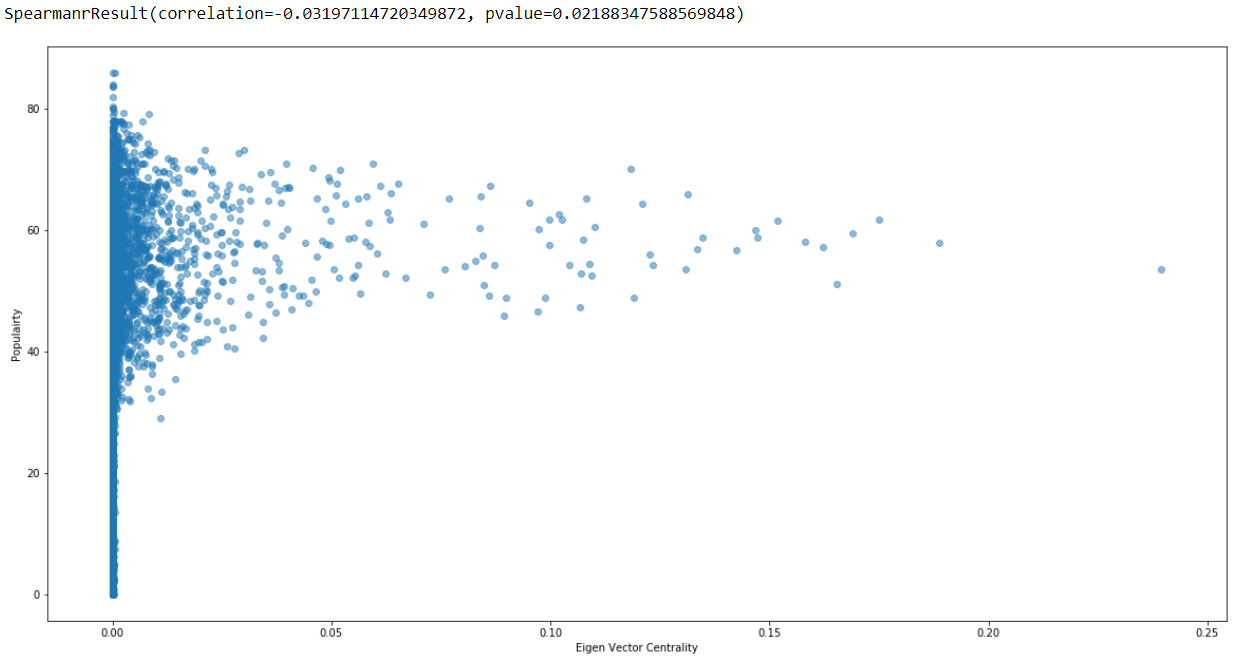 SpearmanrResult(correlation=-0.03197114720349872, pvalue=0.02188347588569848)
80
60
40
20
0
Populairty
0.00 0.05 0.10 0.15 0.20 0.25
Eigen Vector Centrality